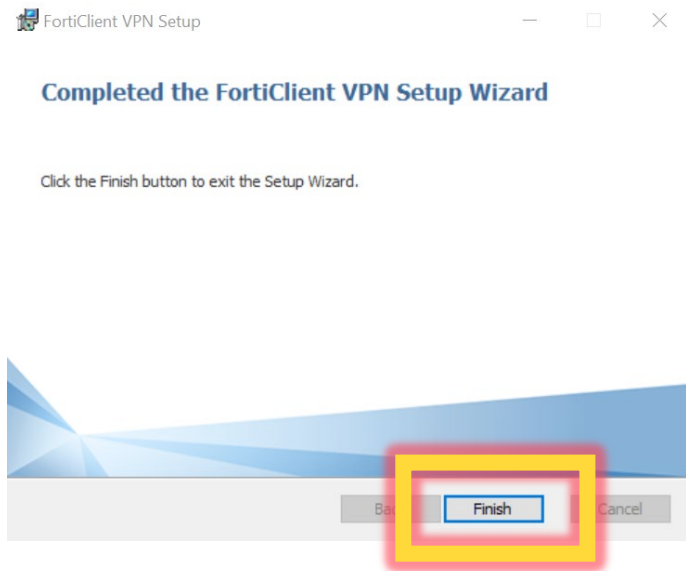 FortiClient VPN Setup
Completed the FortiClient VPN Setup Wizard
Click the Finish button to exit the Setup Wizard.
Finish Cancel